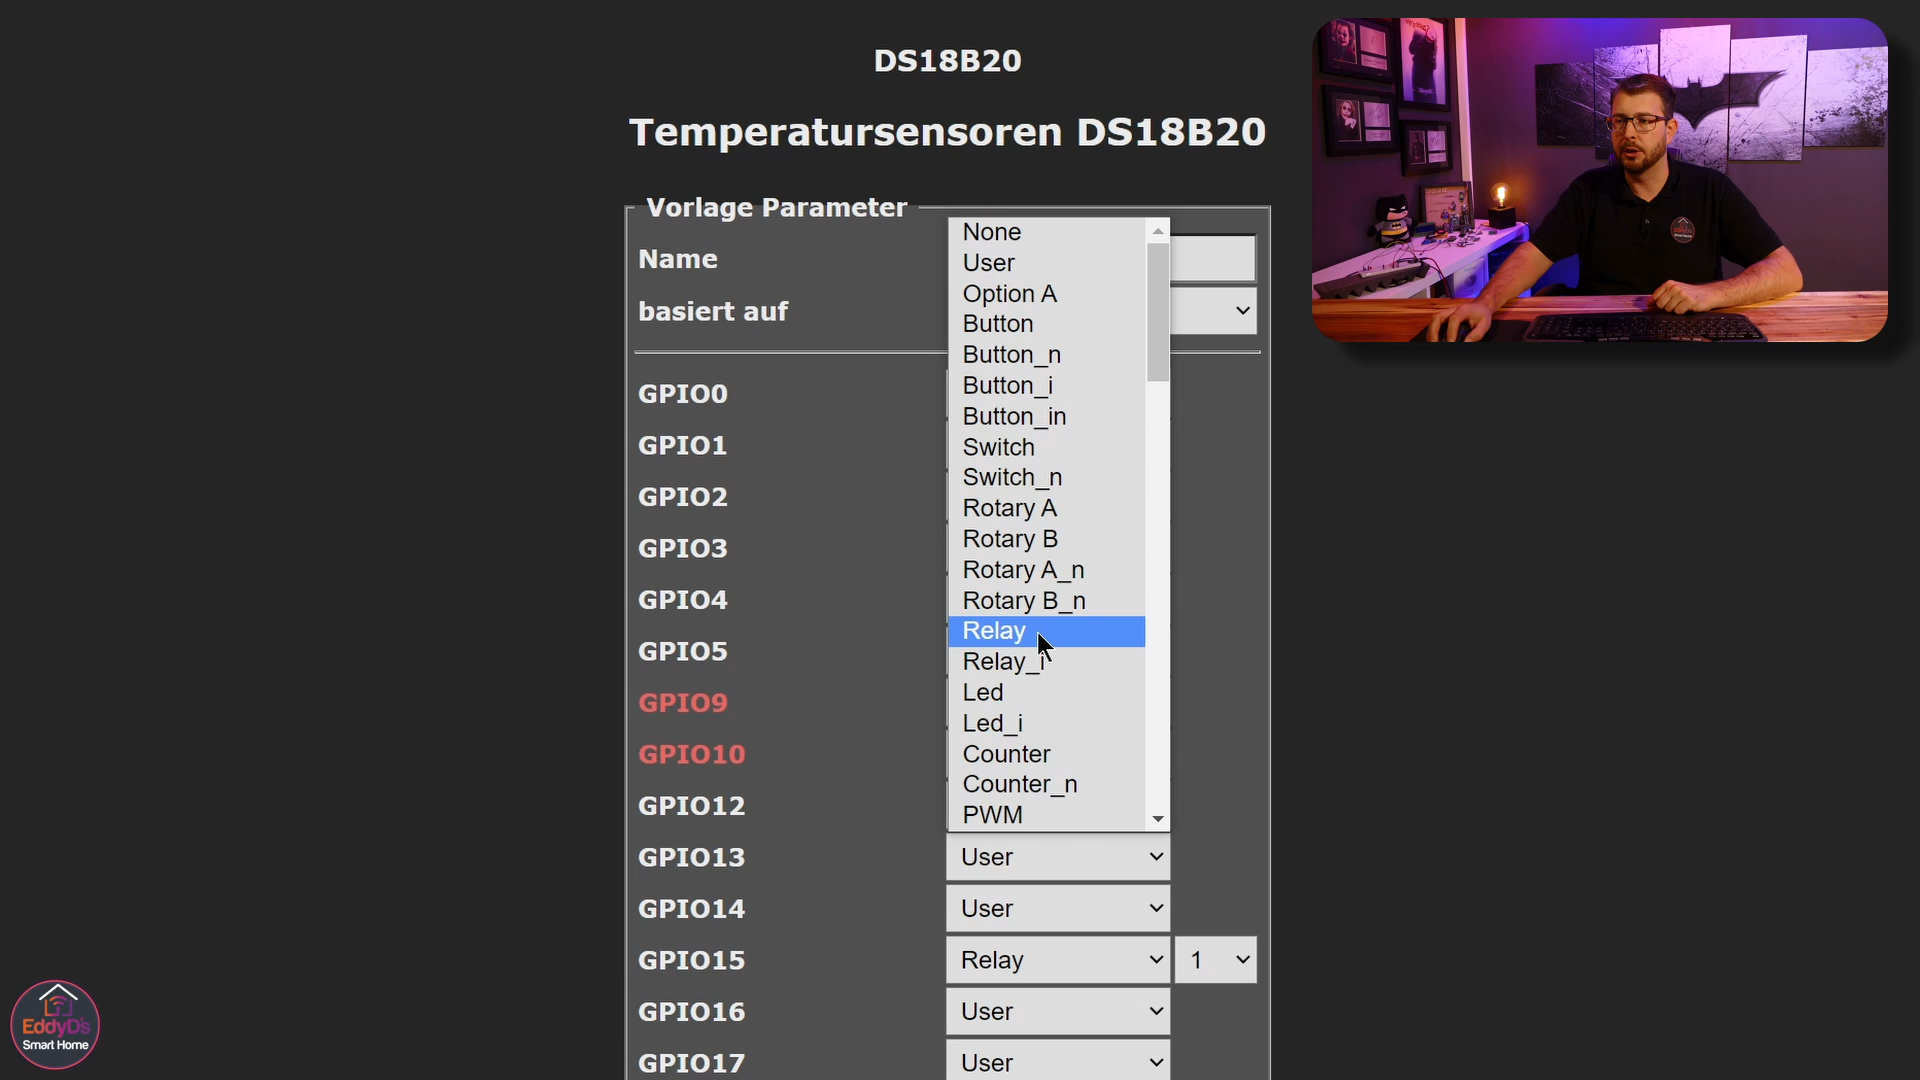 DS18B20
Temperatursensoren DS18B20
Vorlage Parameter
Name
basiert auf
GPIO0
GPIO1
GPIO2
GPIO3
GPIO4
GPIO5
GPIO9
GPIO10
GPIO12
GPIO13
GPIO14
GPIO15
GPIO16
GPIO17
None
User
Option A
Button
Button_n
Button_i
Button_in
Switch
Switch_n
Rotary A
Rotary B
Rotary A_n
Rotary B_n
Relay
Relay_i
Led
Led_i
Counter
Counter_n
PWM
User
User
Relay 1
User
User
EddyD's
Smart Home